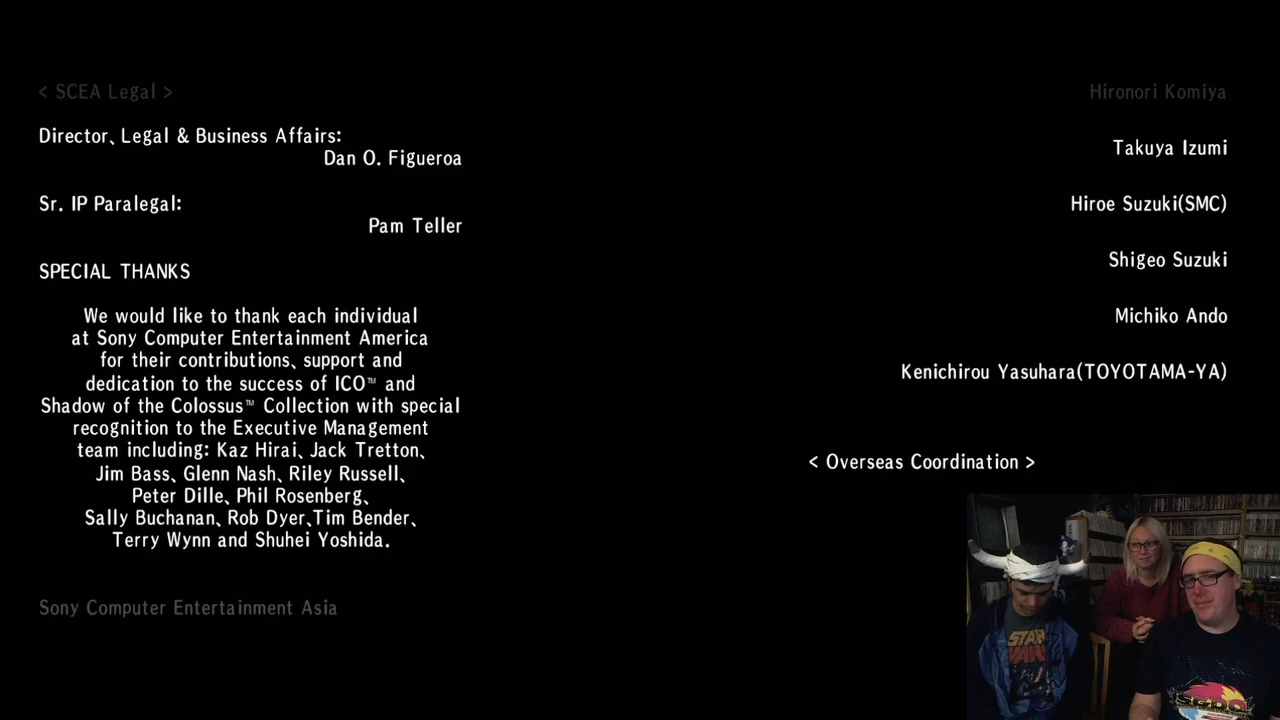 < SCEA Legal >
Director、Legal & Business Affairs:
Dan O. Figueroa
Sr. IP Paralegal:
Pam Teller
SPECIAL THANKS
We would like to thank each individual
at Sony Computer Entertainment America
for their contributions、support and
dedication to the success of ICO™ and
Shadow of the Colossus™ Collection with special
recognition to the Executive Management
team including: Kaz Hirai、Jack Tretton、
Jim Bass、Glenn Nash、Riley Russell、
Peter Dille、Phil Rosenberg、
Sally Buchanan、Rob Dyer、Tim Bender、
Terry Wynn and Shuhei Yoshida.
Sony Computer Entertainment Asia
Hironori Komiya
Takuya Izumi
Hiroe Suzuki(SMC)
Shigeo Suzuki
Michiko Ando
Kenichirou Yasuhara(TOYOTAMA-YA)
< Overseas Coordination >
STAR
SGDQ